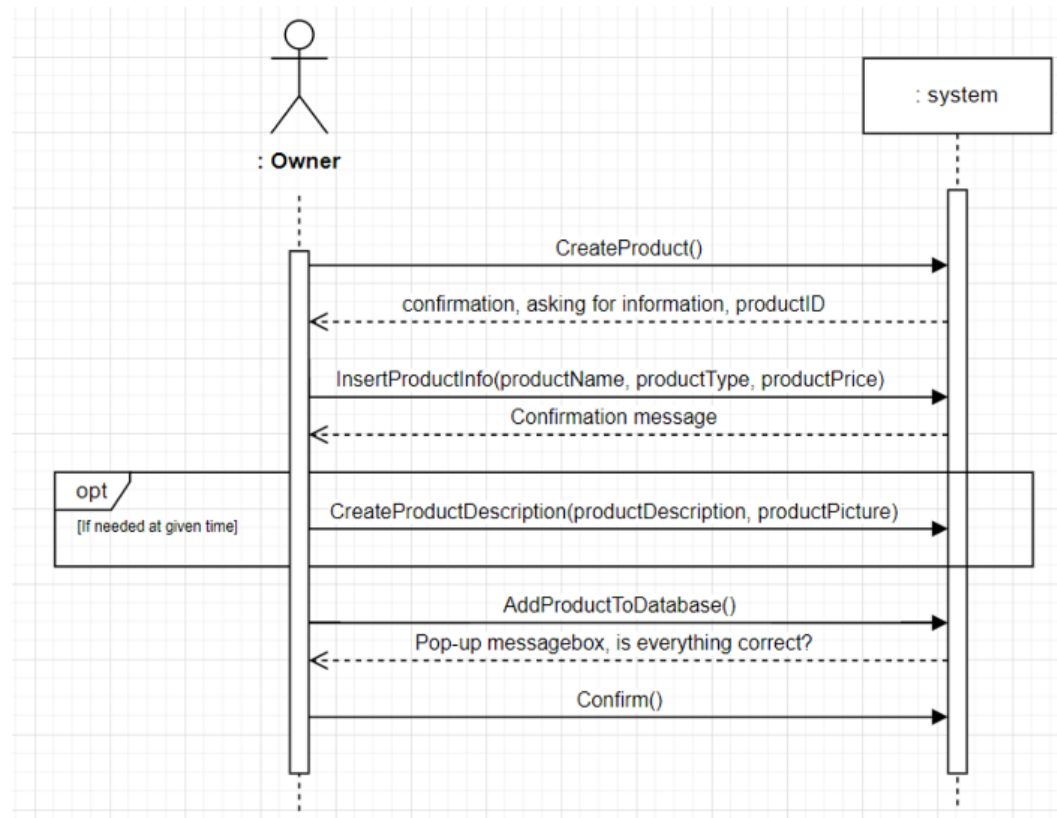 : system
: Owner
CreateProduct()
confirmation, asking for information, productID
InsertProductInfo(productName, productType, productPrice)
Confirmation message
opt
[If needed at given time]
CreateProductDescription(productDescription, productPicture)
AddProductToDatabase()
Pop-up messagebox, is everything correct?
Confirm()